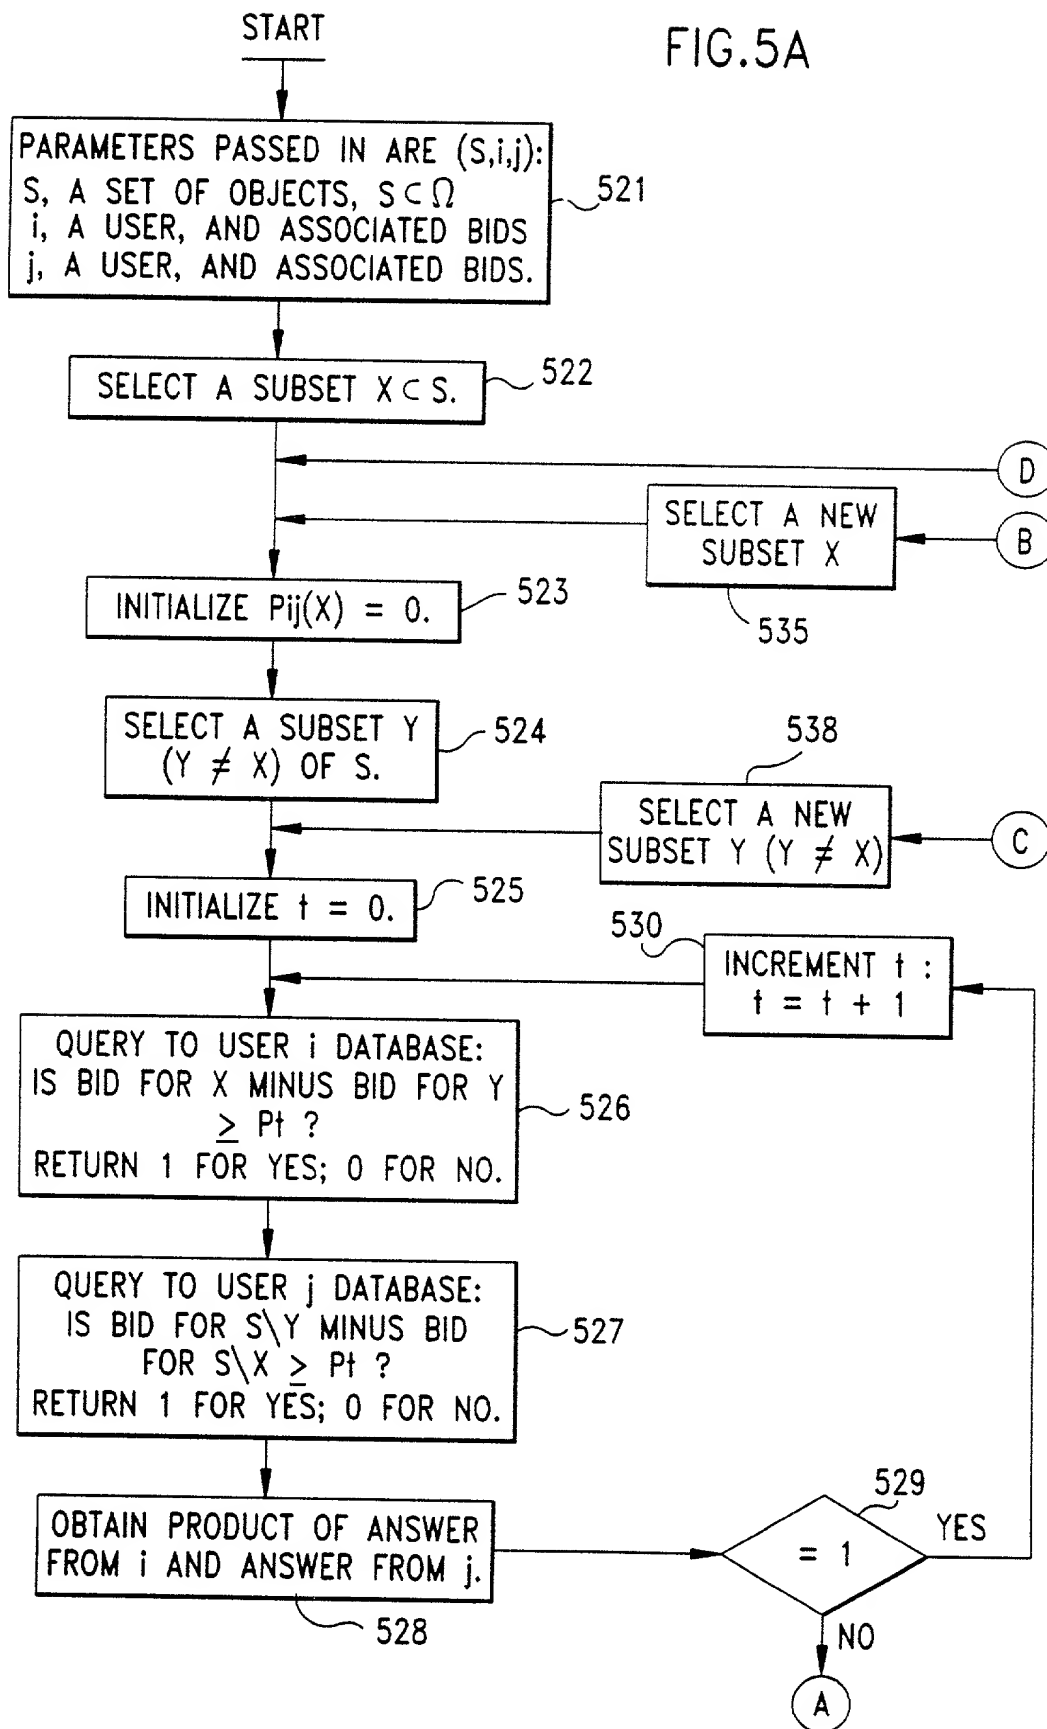 START
FIG.5A
PARAMETERS PASSED IN ARE (S,i,j):
S, A SET OF OBJECTS, S⊂Ω
i, A USER, AND ASSOCIATED BIDS
j, A USER, AND ASSOCIATED BIDS.
521
SELECT A SUBSET X⊂S.
522
D
SELECT A NEW
SUBSET X
B
535
INITIALIZE Pij(X) = 0.
523
SELECT A SUBSET Y
(Y ≠ X) OF S.
524
538
SELECT A NEW
SUBSET Y (Y ≠ X)
C
INITIALIZE t = 0.
525
530
INCREMENT t :
t = t + 1
QUERY TO USER i DATABASE:
IS BID FOR X MINUS BID FOR Y
≥ Pt ?
RETURN 1 FOR YES; 0 FOR NO.
526
QUERY TO USER j DATABASE:
IS BID FOR S\Y MINUS BID
FOR S\X ≥ Pt ?
RETURN 1 FOR YES; 0 FOR NO.
527
OBTAIN PRODUCT OF ANSWER
FROM i AND ANSWER FROM j.
528
529
= 1
YES
NO
A